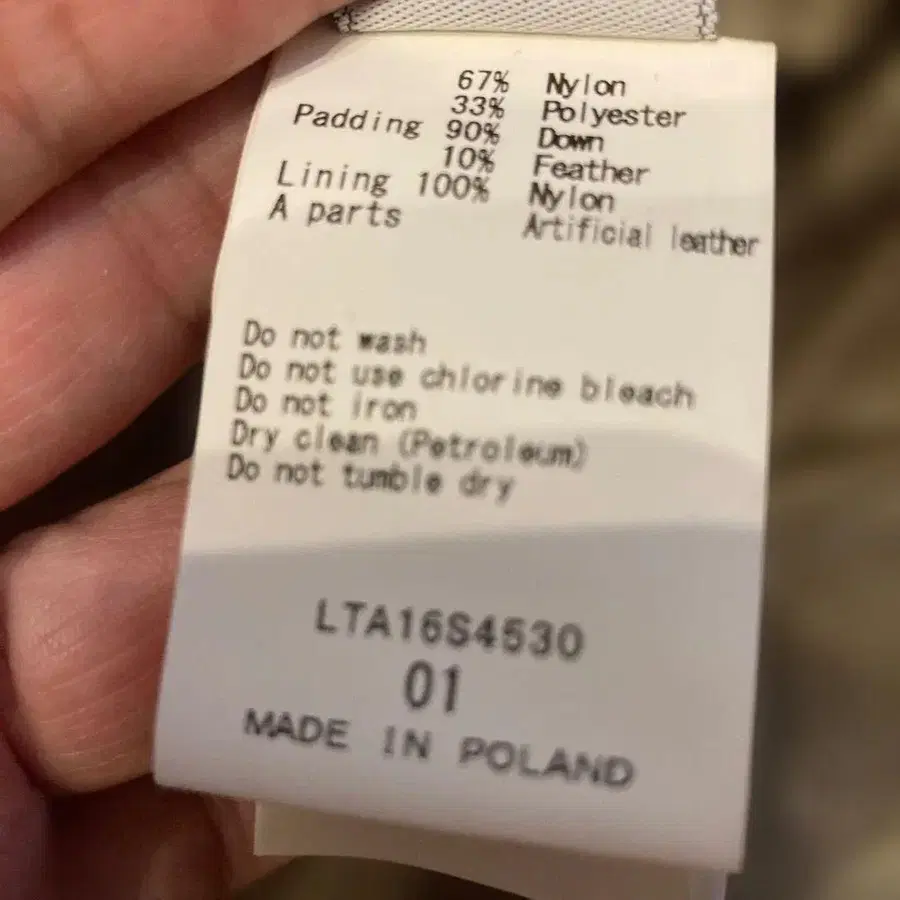 67% Nylon
33% Polyester
Padding 90% Down
10% Feather
Lining 100% Nylon
A parts Artificial leather
Do not wash
Do not use chlorine bleach
Do not iron
Dry clean (Petroleum)
Do not tumble dry
LTA16S4530
01
MADE IN POLAND